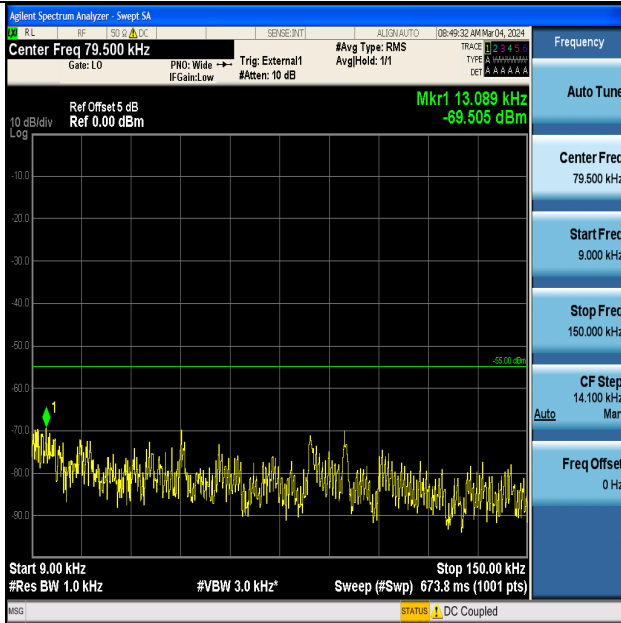 Agilent Spectrum Analyzer - Swept SA
LXI RL RF 50 Ω DC SENSE:INT ALIGN AUTO 08:49:32 AM Mar 04, 2024
Center Freq 79.500 kHz
Gate: LO
PNO: Wide
IFGain:Low
Trig: External1
#Atten: 10 dB
#Avg Type: RMS
Avg|Hold: 1/1
TRACE 1 2 3 4 5 6
TYPE A
DET A A A A A A
Mkr1 13.089 kHz
-69.505 dBm
Ref Offset 5 dB
Ref 0.00 dBm
10 dB/div
Log
-10.0
-20.0
-30.0
-40.0
-50.0
-55.00 dBm
-60.0
1
-70.0
-80.0
-90.0
Start 9.00 kHz
Stop 150.00 kHz
#Res BW 1.0 kHz
#VBW 3.0 kHz*
Sweep (#Swp) 673.8 ms (1001 pts)
MSG
STATUS ! DC Coupled
Frequency
Auto Tune
Center Freq
79.500 kHz
Start Freq
9.000 kHz
Stop Freq
150.000 kHz
CF Step
14.100 kHz
Auto Man
Freq Offset
0 Hz